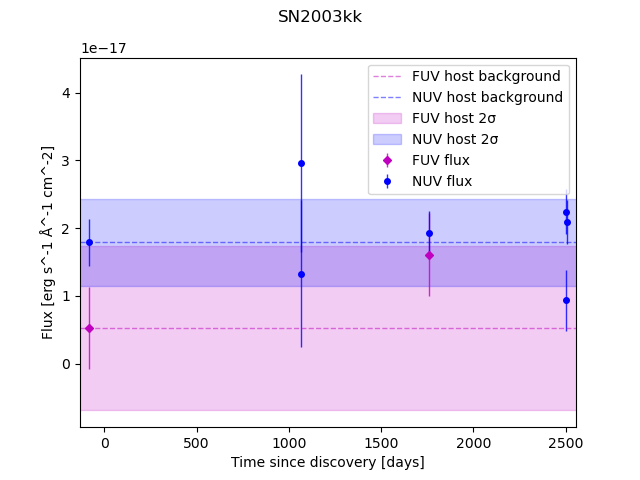 SN2003kk
1e−17
FUV host background
NUV host background
FUV host 2σ
NUV host 2σ
FUV flux
NUV flux
Flux [erg s^-1 Å^-1 cm^-2]
4
3
2
1
0
0
500
1000
1500
2000
2500
Time since discovery [days]